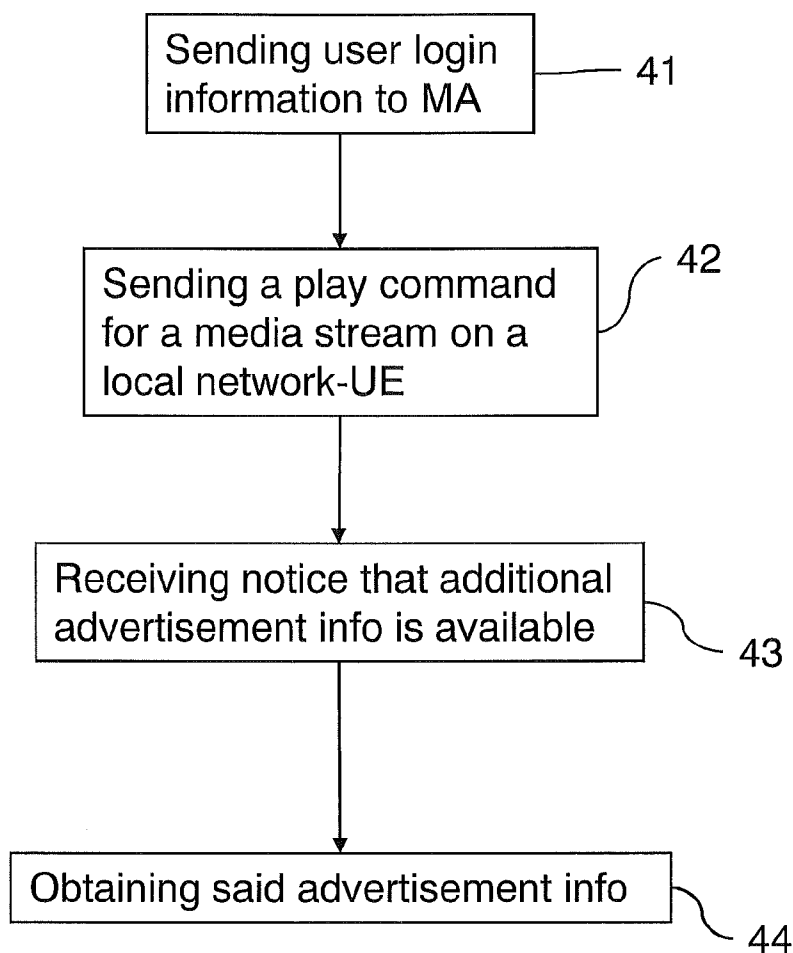 Sending user login
information to MA
41
Sending a play command
for a media stream on a
local network-UE
42
Receiving notice that additional
advertisement info is available
43
Obtaining said advertisement info
44